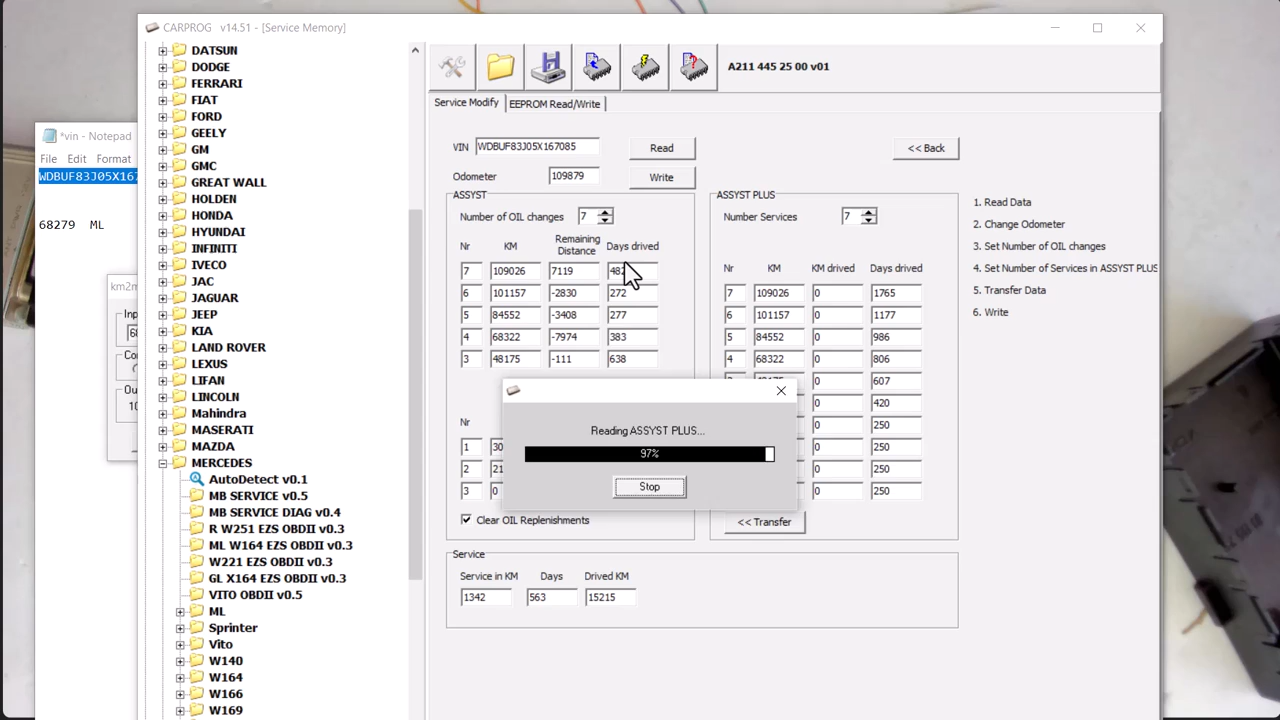 CARPROG v14.51 - [Service Memory]
DATSUN
DODGE
FERRARI
FIAT
FORD
GEELY
GM
GMC
GREAT WALL
HOLDEN
HONDA
HYUNDAI
INFINITI
IVECO
JAC
JAGUAR
JEEP
KIA
LAND ROVER
LEXUS
LIFAN
LINCOLN
Mahindra
MASERATI
MAZDA
MERCEDES
AutoDetect v0.1
MB SERVICE v0.5
MB SERVICE DIAG v0.4
R W251 EZS OBDII v0.3
ML W164 EZS OBDII v0.3
W221 EZS OBDII v0.3
GL X164 EZS OBDII v0.3
VITO OBDII v0.5
ML
Sprinter
Vito
W140
W164
W166
W169
*vin - Notepad
File Edit Format
WDBUF83J05X167
68279 ML
km2m
A211 445 25 00 v01
Service Modify EEPROM Read/Write
VIN WDBUF83J05X167085 Read << Back
Odometer 109879 Write
ASSYST
Number of OIL changes 7
Nr KM Remaining Distance Days drived
7 109026 7119 482
6 101157 -2830 272
5 84552 -3408 277
4 68322 -7974 383
3 48175 -111 638
Nr
1 30
2 21
3 0
Clear OIL Replenishments
ASSYST PLUS
Number Services 7
Nr KM KM drived Days drived
7 109026 0 1765
6 101157 0 1177
5 84552 0 986
4 68322 0 806
0 607
0 420
0 250
0 250
0 250
<< Transfer
1. Read Data
2. Change Odometer
3. Set Number of OIL changes
4. Set Number of Services in ASSYST PLUS
5. Transfer Data
6. Write
Reading ASSYST PLUS...
97%
Stop
Service
Service in KM Days Drived KM
1342 563 15215